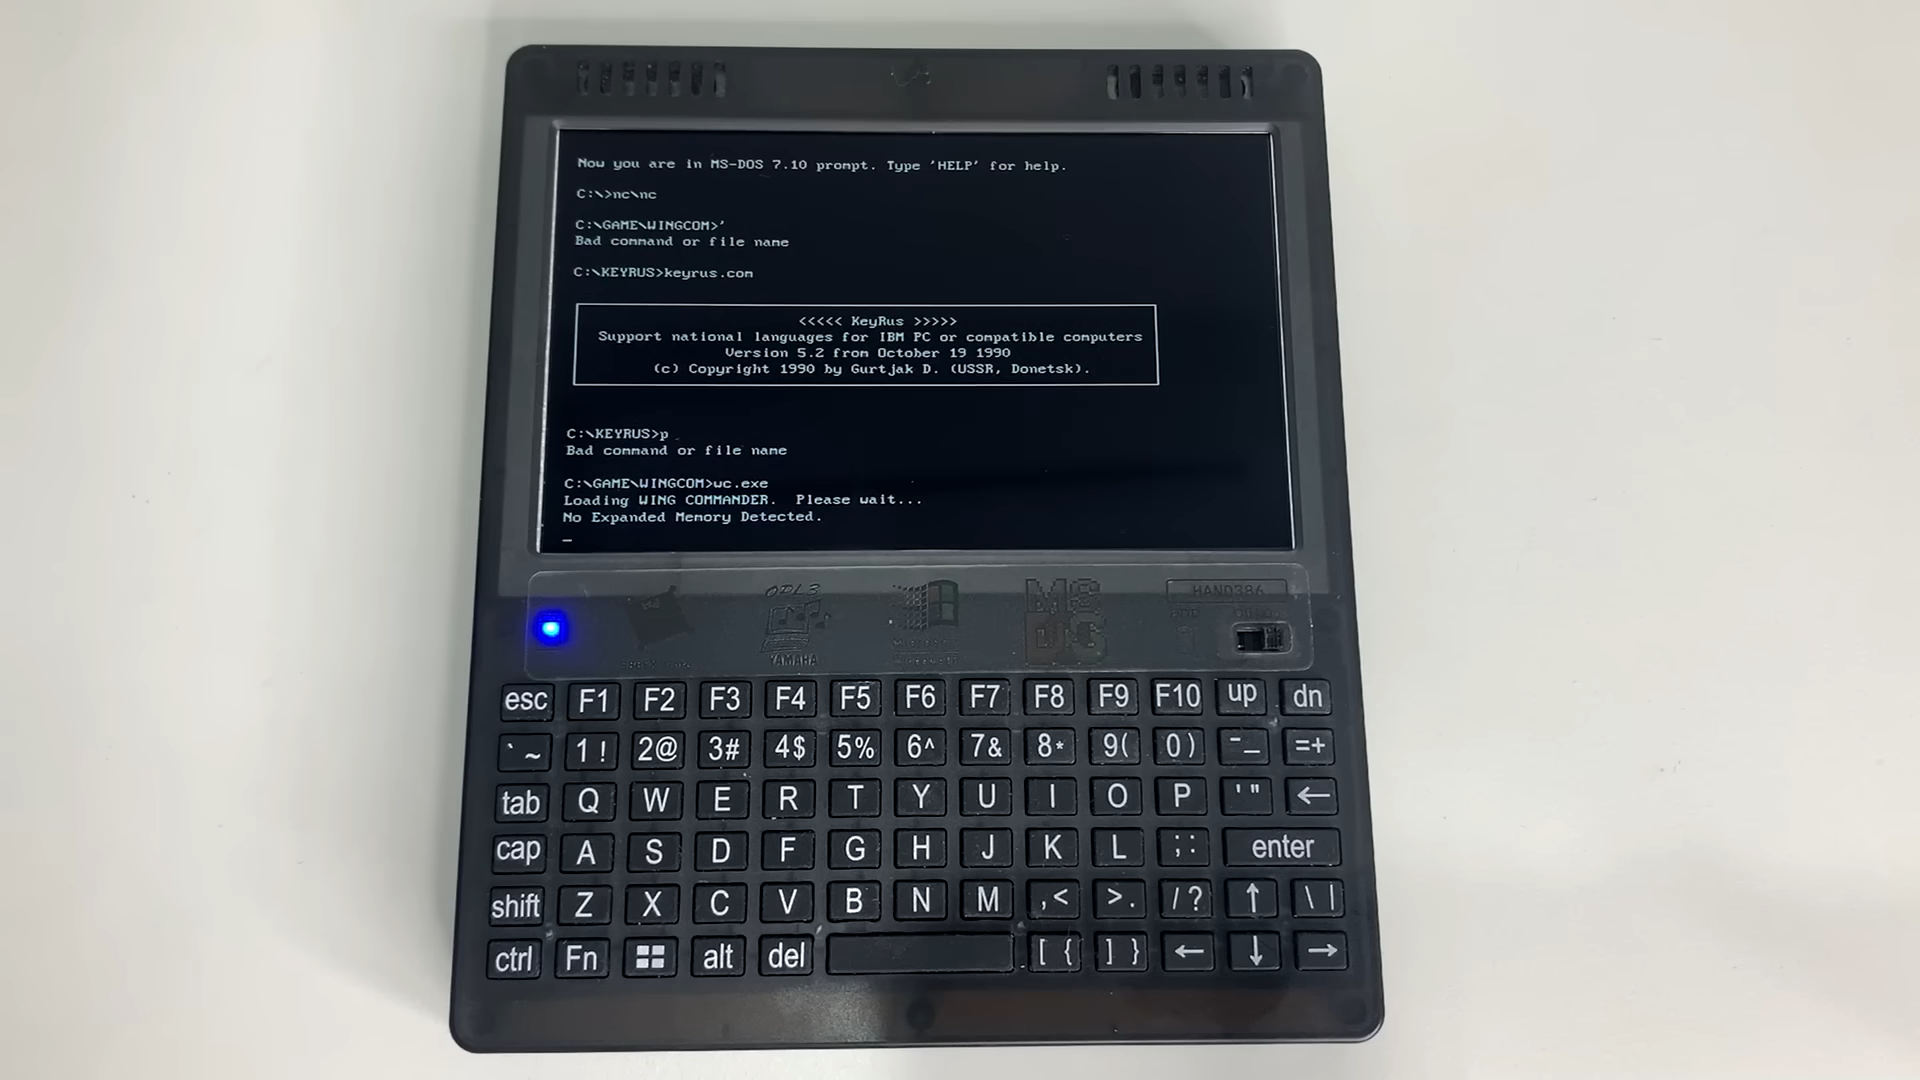 Now you are in MS-DOS 7.10 prompt. Type 'HELP' for help.
C:\>nc\nc
C:\GAME\WINGCOM>'
Bad command or file name
C:\KEYRUS>keyrus.com
<<<<< KeyRus >>>>>
Support national languages for IBM PC or compatible computers
Version 5.2 from October 19 1990
(c) Copyright 1990 by Gurtjak D. (USSR, Donetsk).
C:\KEYRUS>p
Bad command or file name
C:\GAME\WINGCOM>wc.exe
Loading WING COMMANDER.  Please wait...
No Expanded Memory Detected.
_
OPL3 MS HAND386
YAMAHA
esc F1 F2 F3 F4 F5 F6 F7 F8 F9 F10 up dn
` ~ 1 ! 2@ 3# 4$ 5% 6^ 7& 8* 9( 0) - _ =+
tab Q W E R T Y U I O P ' " ←
cap A S D F G H J K L ; : enter
shift Z X C V B N M , < > . / ? ↑ \ |
ctrl Fn alt del [ { ] } ← ↓ →